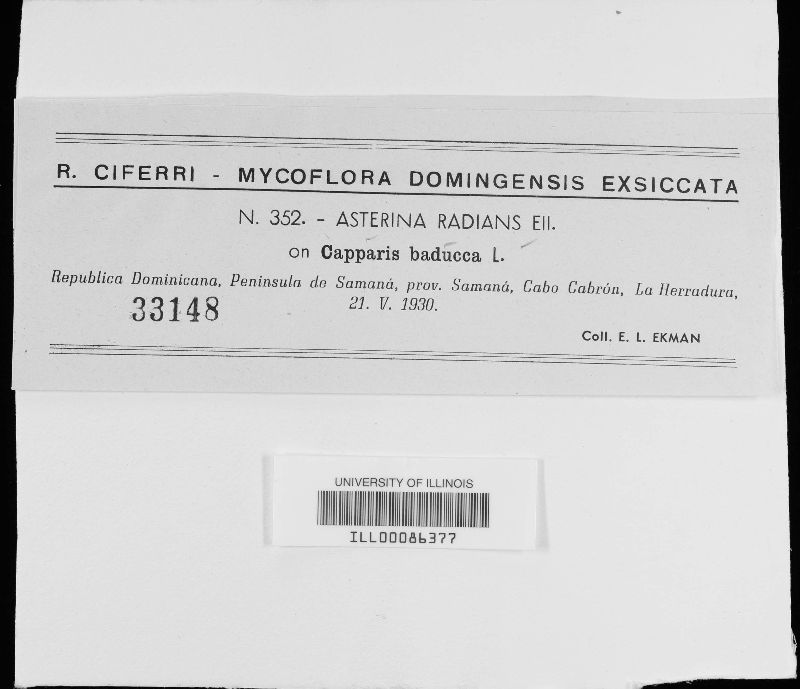 R. CIFERRI - MYCOFLORA DOMINGENSIS EXSICCATA
N. 352. - ASTERINA RADIANS Ell.
on Capparis baducca L.
Republica Dominicana, Peninsula de Samaná, prov. Samaná, Cabo Cabrón, La Herradura,
33148 21. V. 1930.
Coll. E. L. EKMAN
UNIVERSITY OF ILLINOIS
ILL00086377